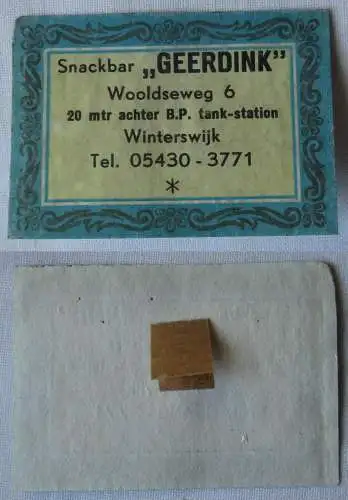 Snackbar „GEERDINK”
Wooldseweg 6
20 mtr achter B.P. tank-station
Winterswijk
Tel. 05430 - 3771
*